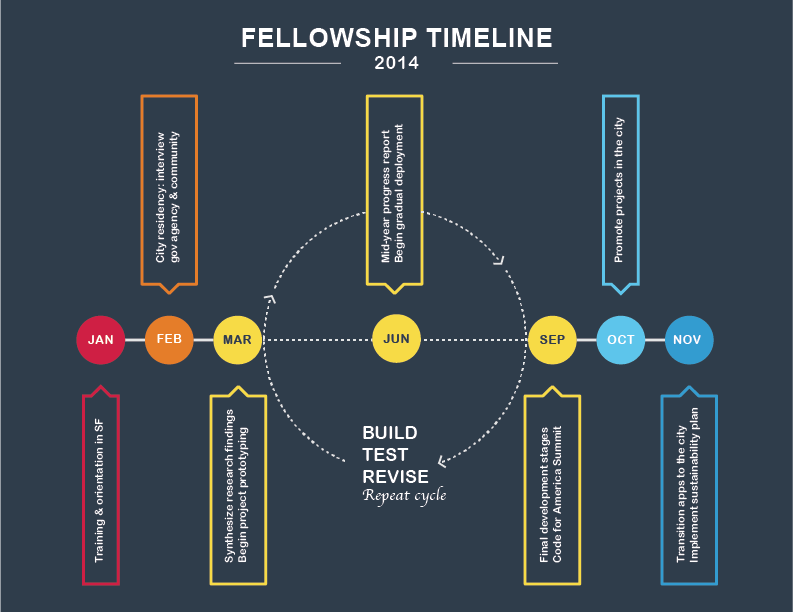 FELLOWSHIP TIMELINE
2014
City residency: interview
gov agency & community
Mid-year progress report
Begin gradual deployment
Promote projects in the city
JAN
FEB
MAR
JUN
SEP
OCT
NOV
Training & orientation in SF
Synthesize research findings
Begin project prototyping
BUILD
TEST
REVISE
Repeat cycle
Final development stages
Code for America Summit
Transition apps to the city
Implement sustainability plan